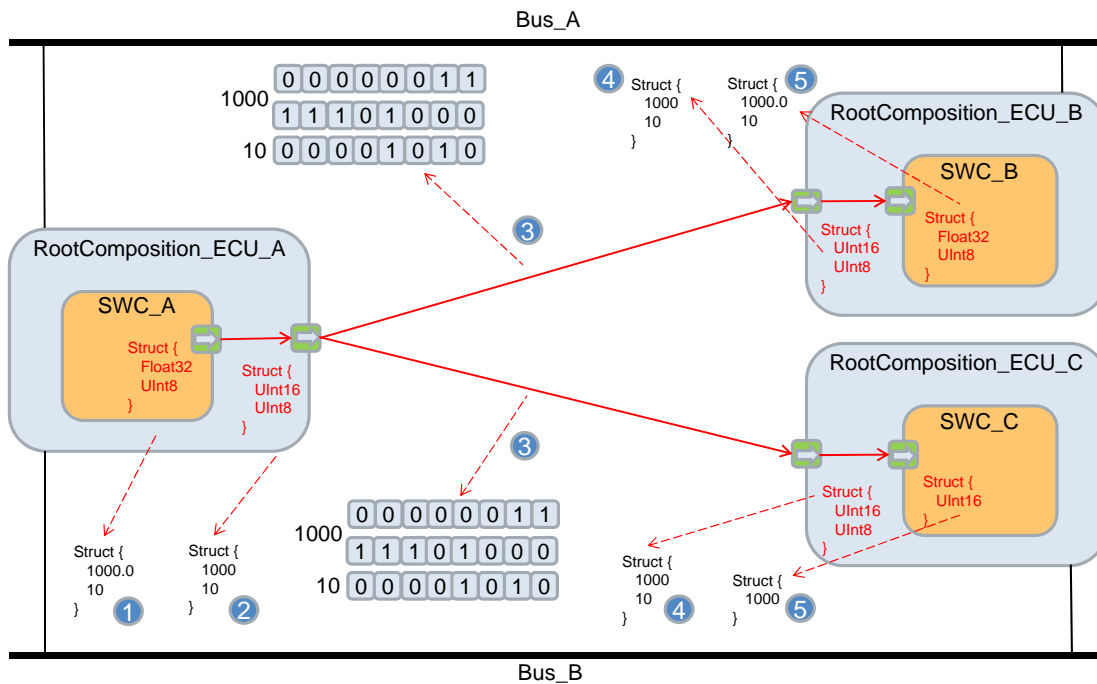 Bus_A
0 0 0 0 0 0 1 1
1000
1 1 1 0 1 0 0 0
10 0 0 0 0 1 0 1 0
3
4
Struct {
1000
10
}
Struct {
1000.0
10
}
5
RootComposition_ECU_B
SWC_B
Struct {
UInt16
UInt8
}
Struct {
Float32
UInt8
}
RootComposition_ECU_A
SWC_A
Struct {
Float32
UInt8
}
Struct {
UInt16
UInt8
}
RootComposition_ECU_C
SWC_C
Struct {
UInt16
UInt8
}
Struct {
UInt16
}
3
0 0 0 0 0 0 1 1
1000
1 1 1 0 1 0 0 0
10 0 0 0 0 1 0 1 0
Struct {
1000.0
10
}
1
Struct {
1000
10
}
2
Struct {
1000
10
}
4
Struct {
1000
}
5
Bus_B